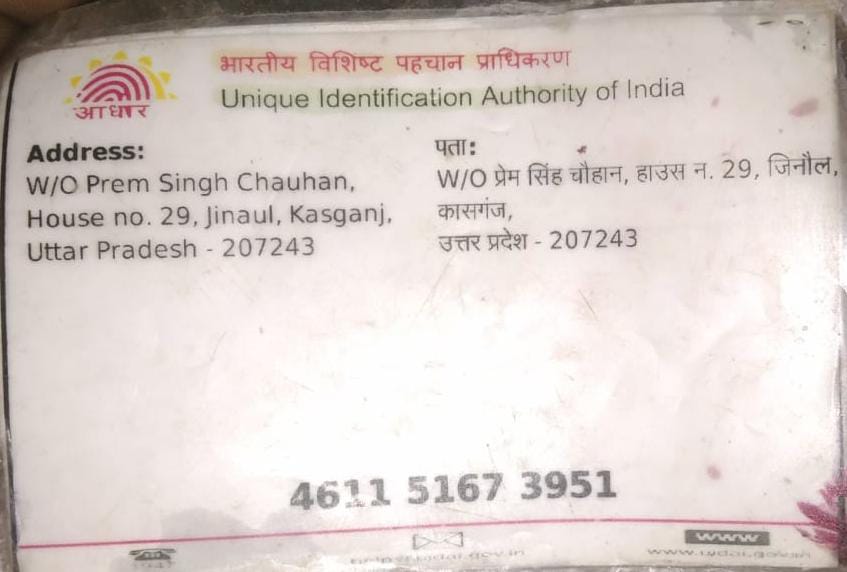 भारतीय विशिष्ट पहचान प्राधिकरण
Unique Identification Authority of India
आधार
Address:
W/O Prem Singh Chauhan,
House no. 29, Jinaul, Kasganj,
Uttar Pradesh - 207243
पता:
W/O प्रेम सिंह चौहान, हाउस न. 29, जिनौल,
कासगंज,
उत्तर प्रदेश - 207243
4611 5167 3951
www